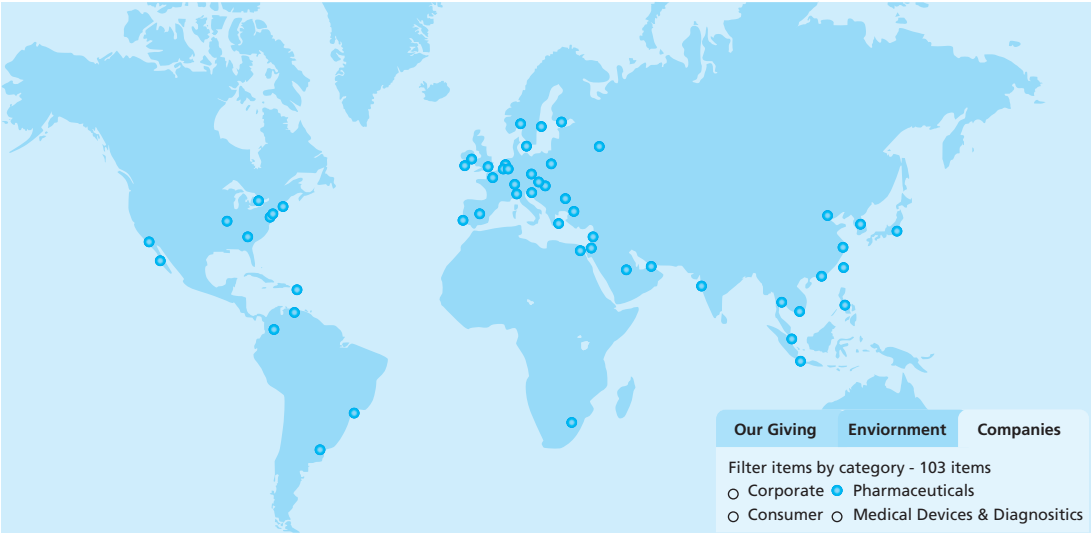 Our Giving Enviornment Companies
Filter items by category - 103 items
Corporate Pharmaceuticals
Consumer Medical Devices & Diagnositics